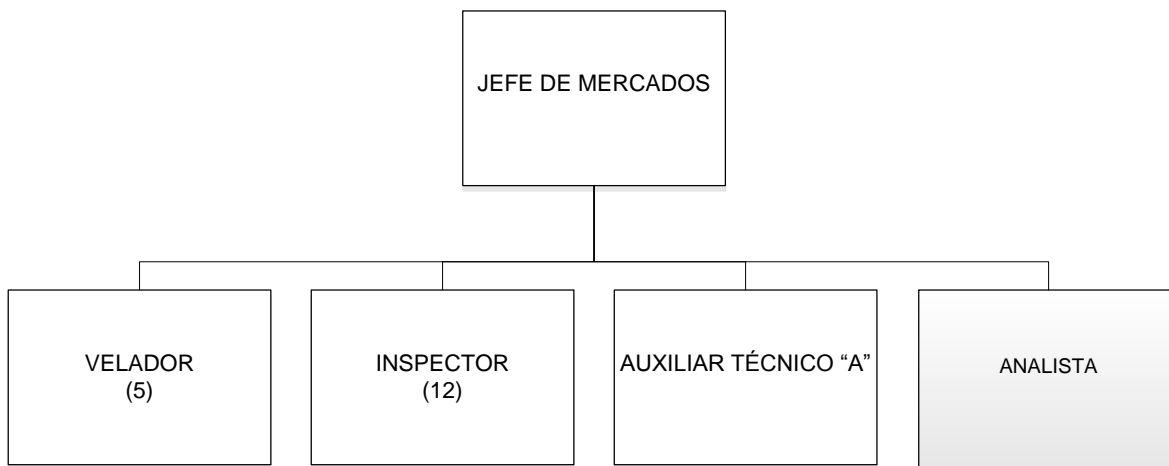 JEFE DE MERCADOS
VELADOR
(5)
INSPECTOR
(12)
AUXILIAR TÉCNICO “A”
ANALISTA